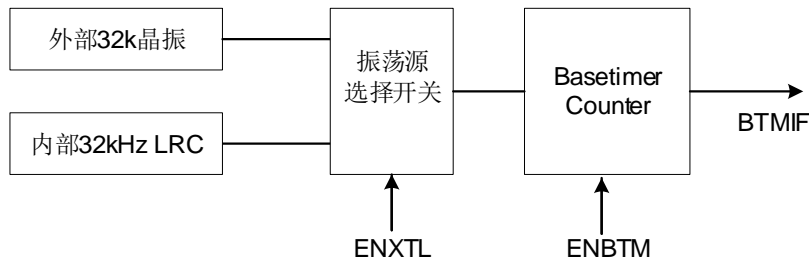 外部32k晶振
内部32kHz LRC
振荡源
选择开关
Basetimer
Counter
BTMIF
ENXTL
ENBTM